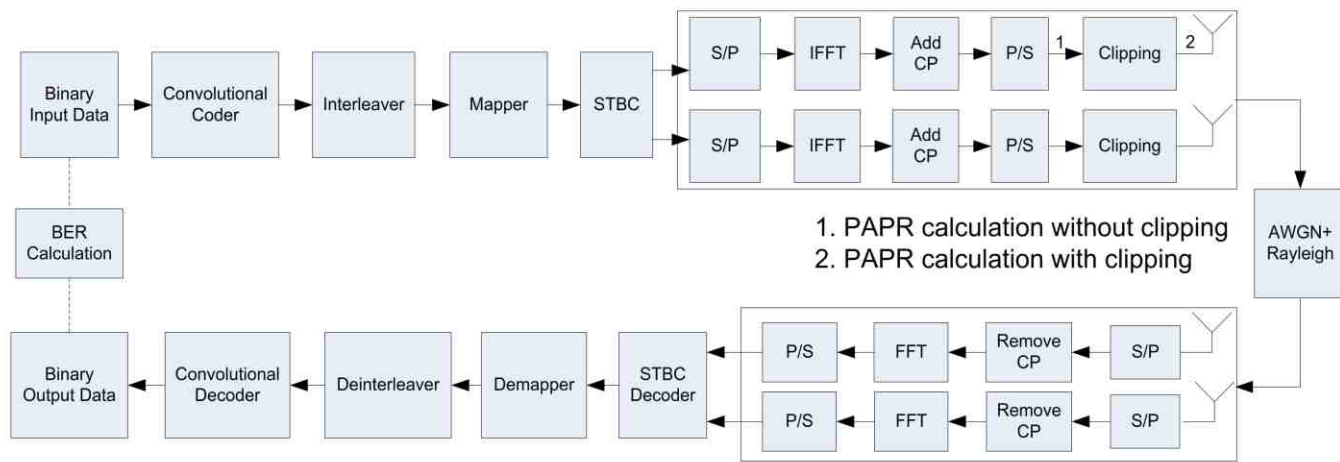 S/P
IFFT
Add
CP
P/S
1
Clipping
2
Binary
Input Data
Convolutional
Coder
Interleaver
Mapper
STBC
S/P
IFFT
Add
CP
P/S
Clipping
BER
Calculation
1. PAPR calculation without clipping
2. PAPR calculation with clipping
AWGN+
Rayleigh
Binary
Output Data
Convolutional
Decoder
Deinterleaver
Demapper
STBC
Decoder
P/S
FFT
Remove
CP
S/P
P/S
FFT
Remove
CP
S/P